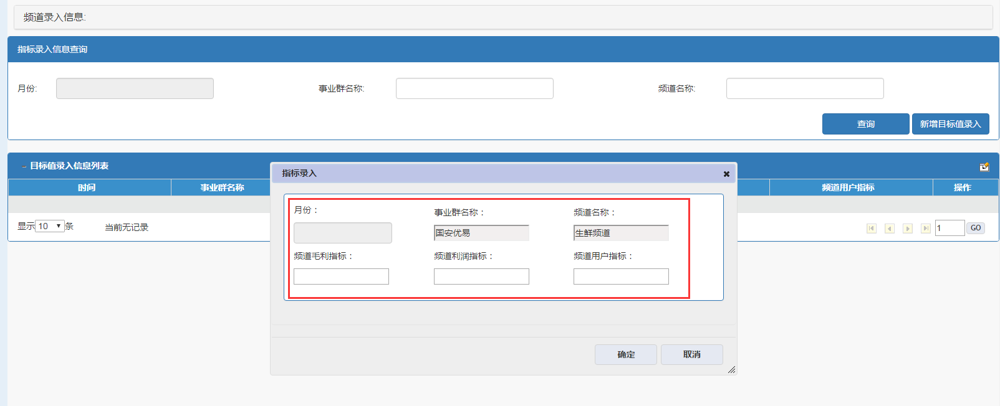 频道录入信息:
指标录入信息查询
月份:
事业群名称:
频道名称:
查询
新增目标值录入
目标值录入信息列表
时间
事业群名称
频道用户指标
操作
显示 10 条
当前无记录
1
GO
指标录入
月份：
事业群名称：
频道名称：
国安优易
生鲜频道
频道毛利指标：
频道利润指标：
频道用户指标：
确定
取消